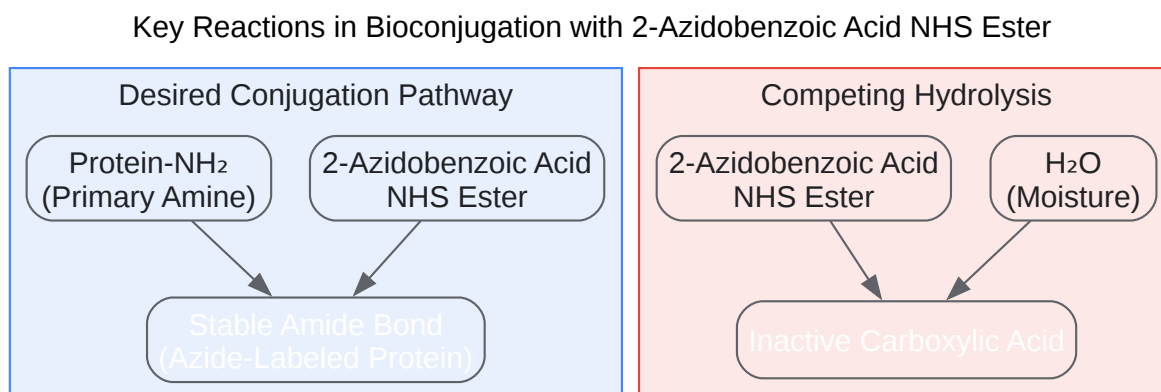 Key Reactions in Bioconjugation with 2-Azidobenzoic Acid NHS Ester
Desired Conjugation Pathway
Protein-NH₂
(Primary Amine)
2-Azidobenzoic Acid
NHS Ester
Stable Amide Bond
(Azide-Labeled Protein)
Competing Hydrolysis
2-Azidobenzoic Acid
NHS Ester
H₂O
(Moisture)
Inactive Carboxylic Acid